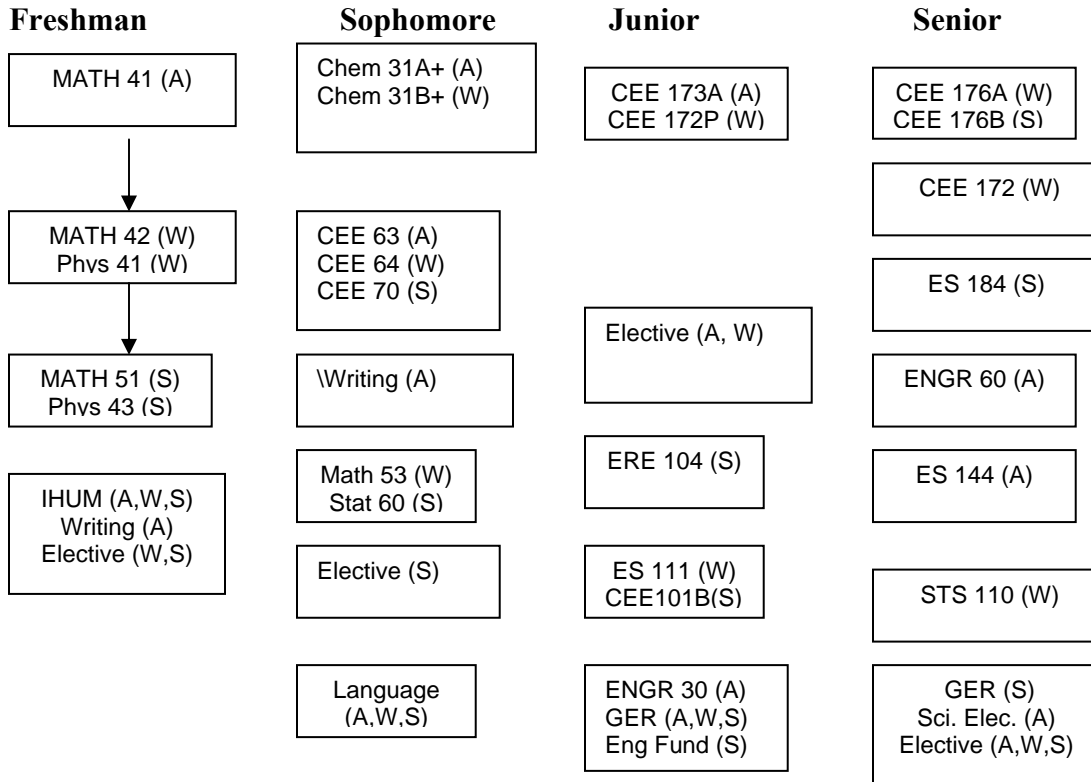 Freshman
MATH 41 (A)
MATH 42 (W)
Phys 41 (W)
MATH 51 (S)
Phys 43 (S)
IHUM (A,W,S)
Writing (A)
Elective (W,S)
Sophomore
Chem 31A+ (A)
Chem 31B+ (W)
CEE 63 (A)
CEE 64 (W)
CEE 70 (S)
\Writing (A)
Math 53 (W)
Stat 60 (S)
Elective (S)
Language
(A,W,S)
Junior
CEE 173A (A)
CEE 172P (W)
Elective (A, W)
ERE 104 (S)
ES 111 (W)
CEE101B(S)
ENGR 30 (A)
GER (A,W,S)
Eng Fund (S)
Senior
CEE 176A (W)
CEE 176B (S)
CEE 172 (W)
ES 184 (S)
ENGR 60 (A)
ES 144 (A)
STS 110 (W)
GER (S)
Sci. Elec. (A)
Elective (A,W,S)